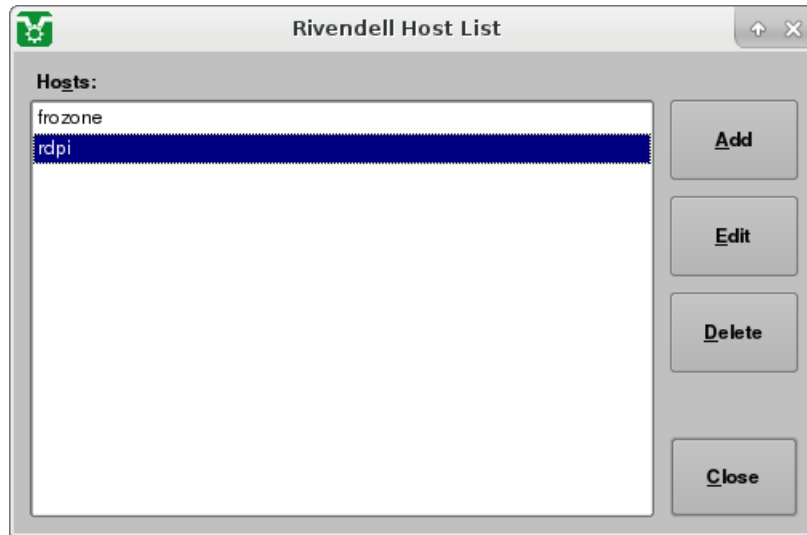 Rivendell Host List
Hosts:
frozone
rdpi
Add
Edit
Delete
Close